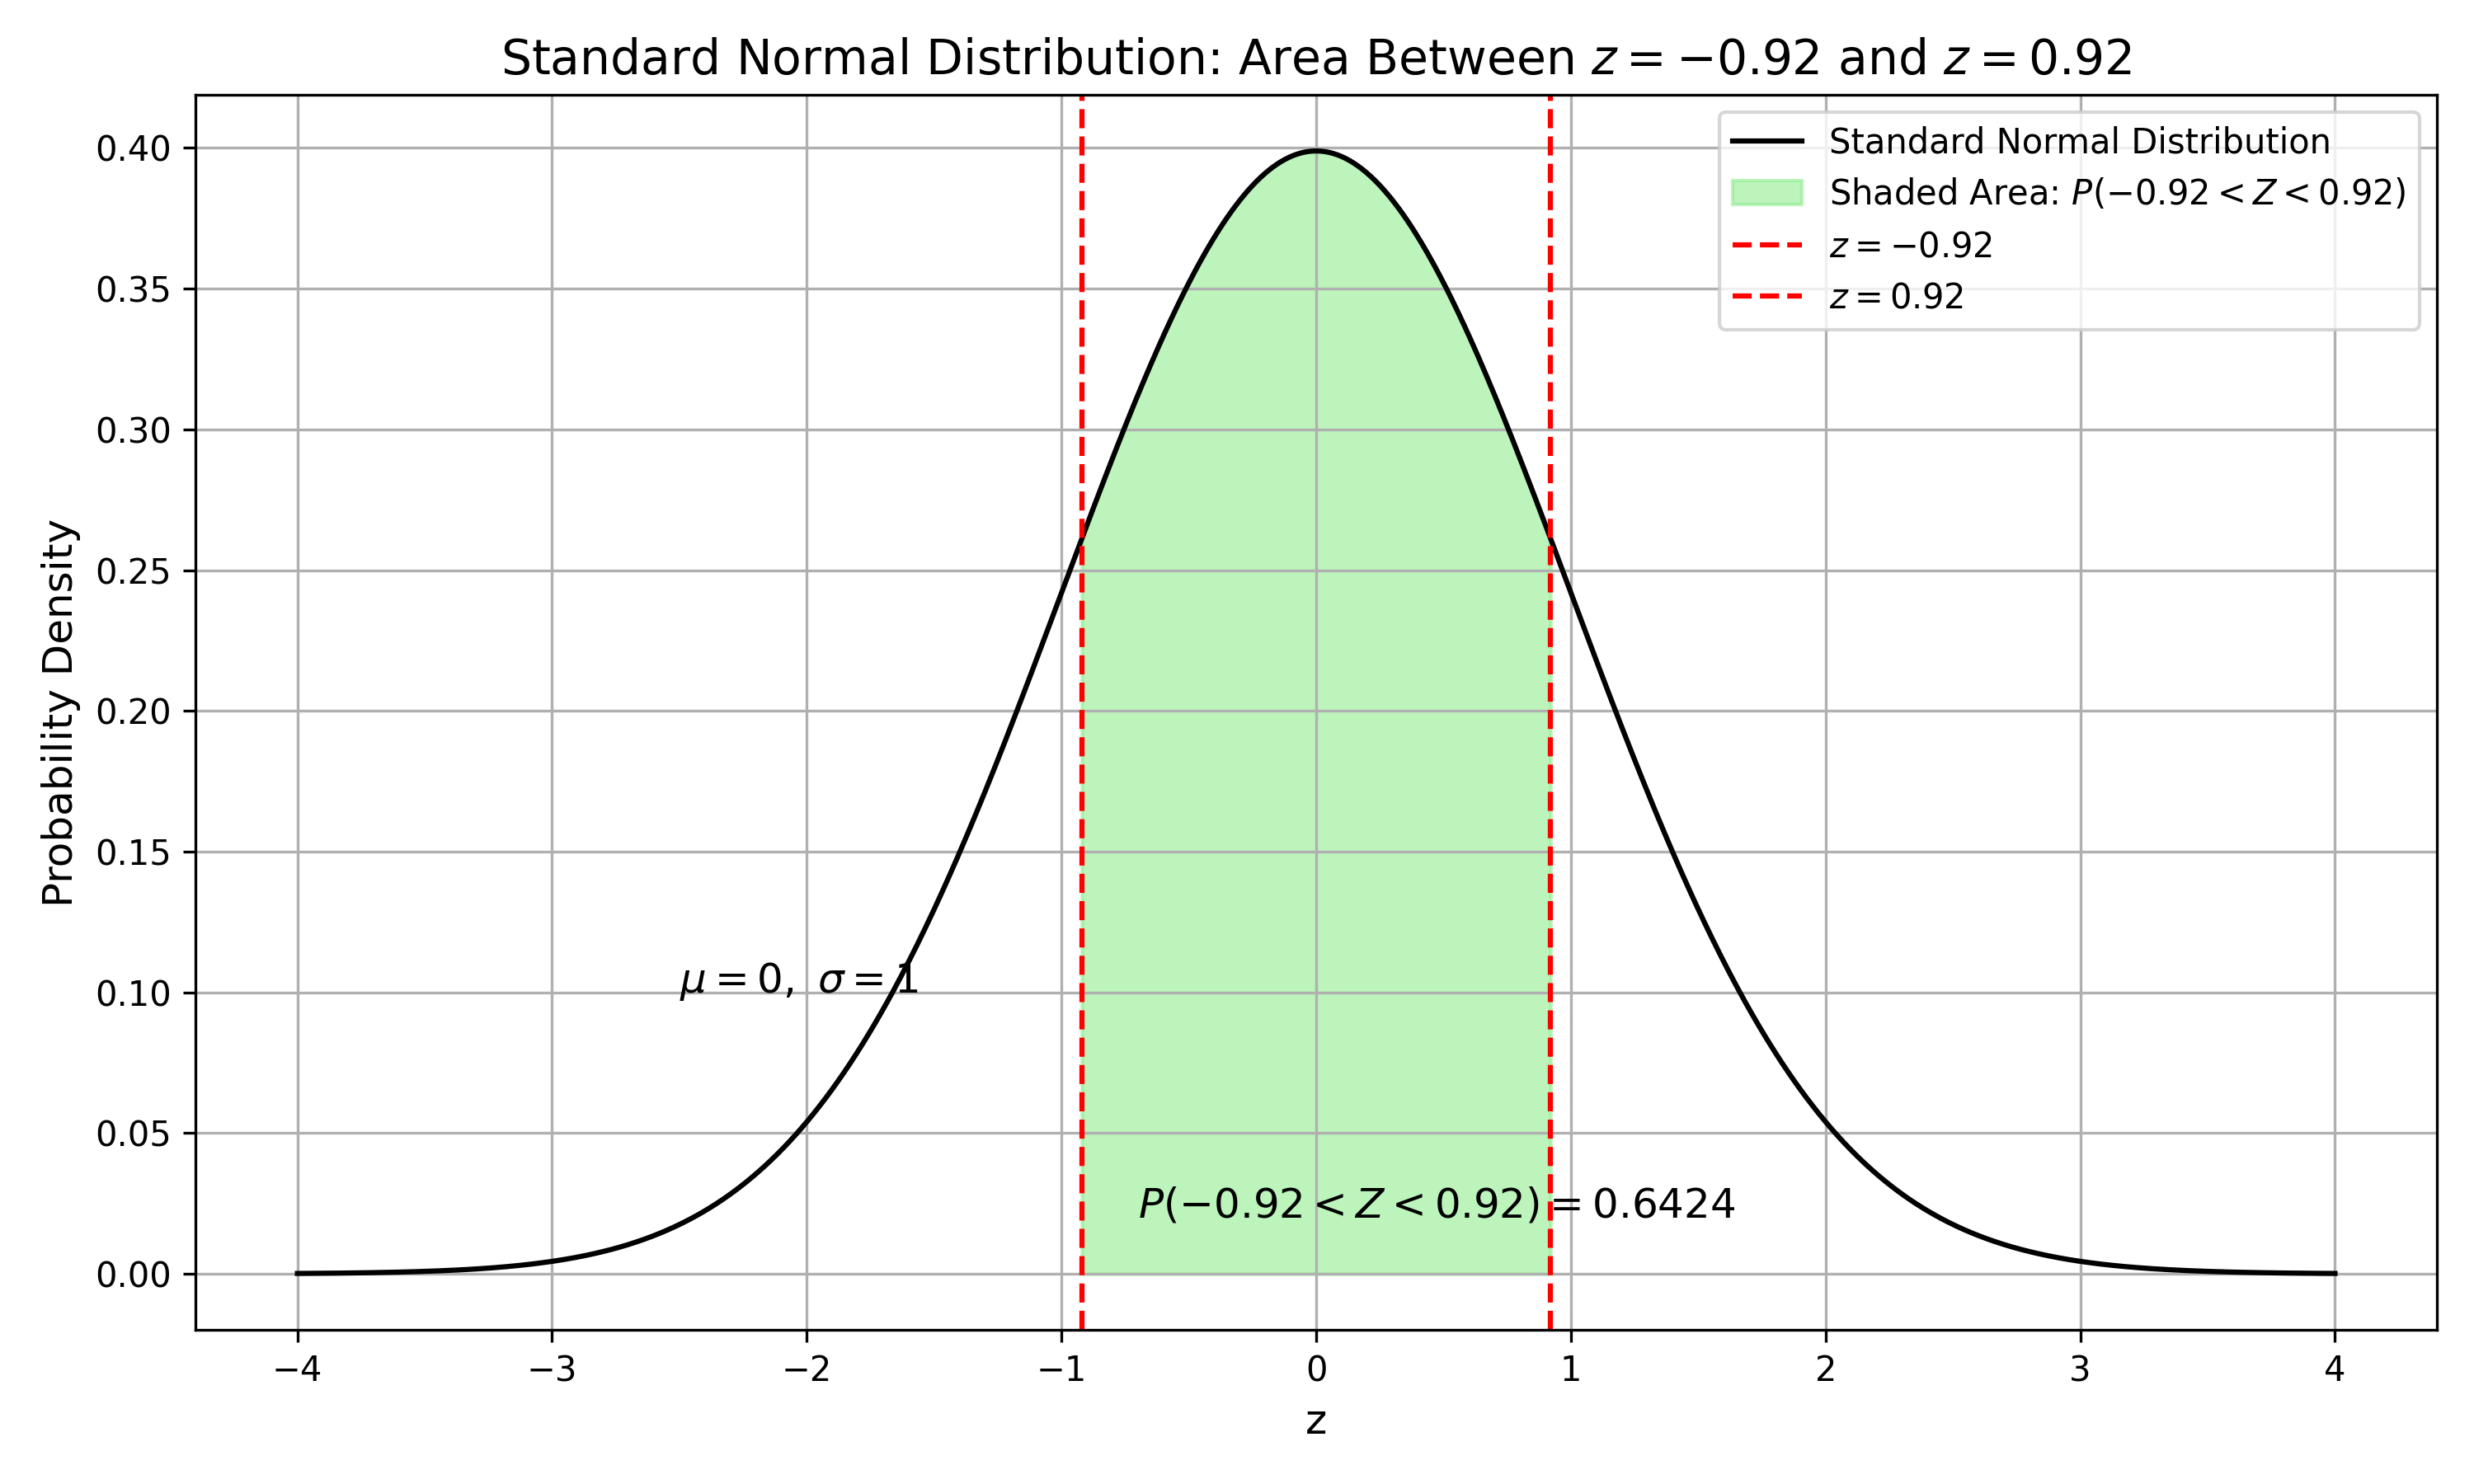 Standard Normal Distribution: Area Between z = −0.92 and z = 0.92
Standard Normal Distribution
Shaded Area: P(−0.92 < Z < 0.92)
z = −0.92
z = 0.92
Probability Density
0.40
0.35
0.30
0.25
0.20
0.15
0.10
0.05
0.00
μ = 0, σ = 1
P(−0.92 < Z < 0.92) = 0.6424
−4 −3 −2 −1 0 1 2 3 4
z